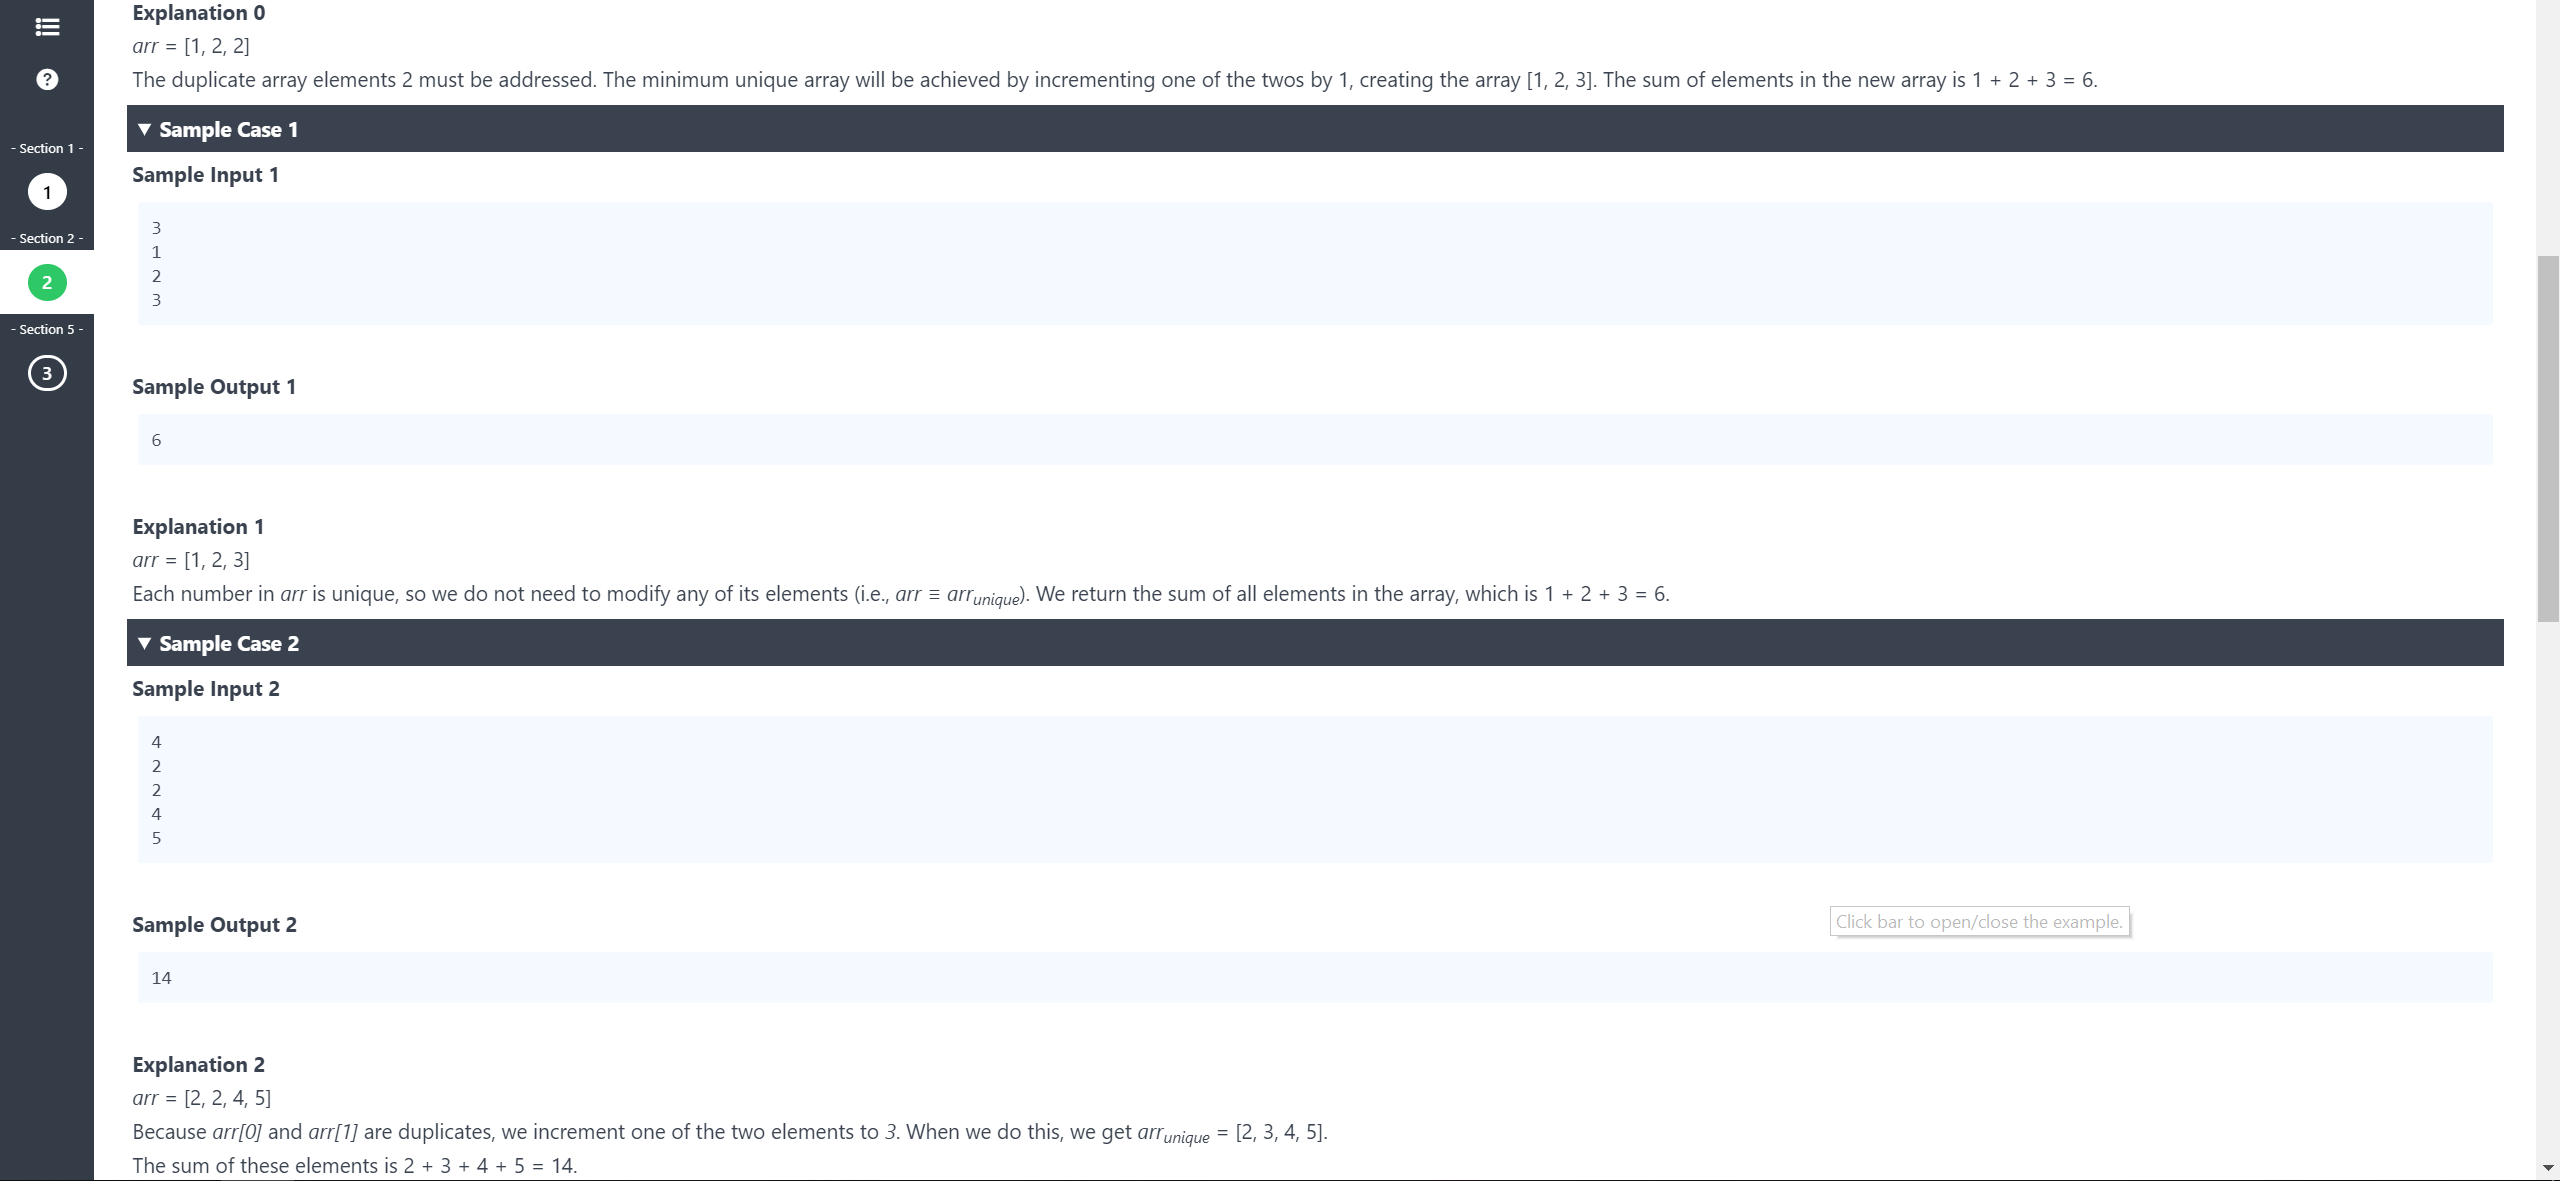 Explanation 0
arr = [1, 2, 2]
The duplicate array elements 2 must be addressed. The minimum unique array will be achieved by incrementing one of the twos by 1, creating the array [1, 2, 3]. The sum of elements in the new array is 1 + 2 + 3 = 6.
- Section 1 -
1
- Section 2 -
2
- Section 5 -
3
▼ Sample Case 1
Sample Input 1
3
1
2
3
Sample Output 1
6
Explanation 1
arr = [1, 2, 3]
Each number in arr is unique, so we do not need to modify any of its elements (i.e., arr ≡ arrunique). We return the sum of all elements in the array, which is 1 + 2 + 3 = 6.
▼ Sample Case 2
Sample Input 2
4
2
2
4
5
Sample Output 2
Click bar to open/close the example.
14
Explanation 2
arr = [2, 2, 4, 5]
Because arr[0] and arr[1] are duplicates, we increment one of the two elements to 3. When we do this, we get arrunique = [2, 3, 4, 5].
The sum of these elements is 2 + 3 + 4 + 5 = 14.